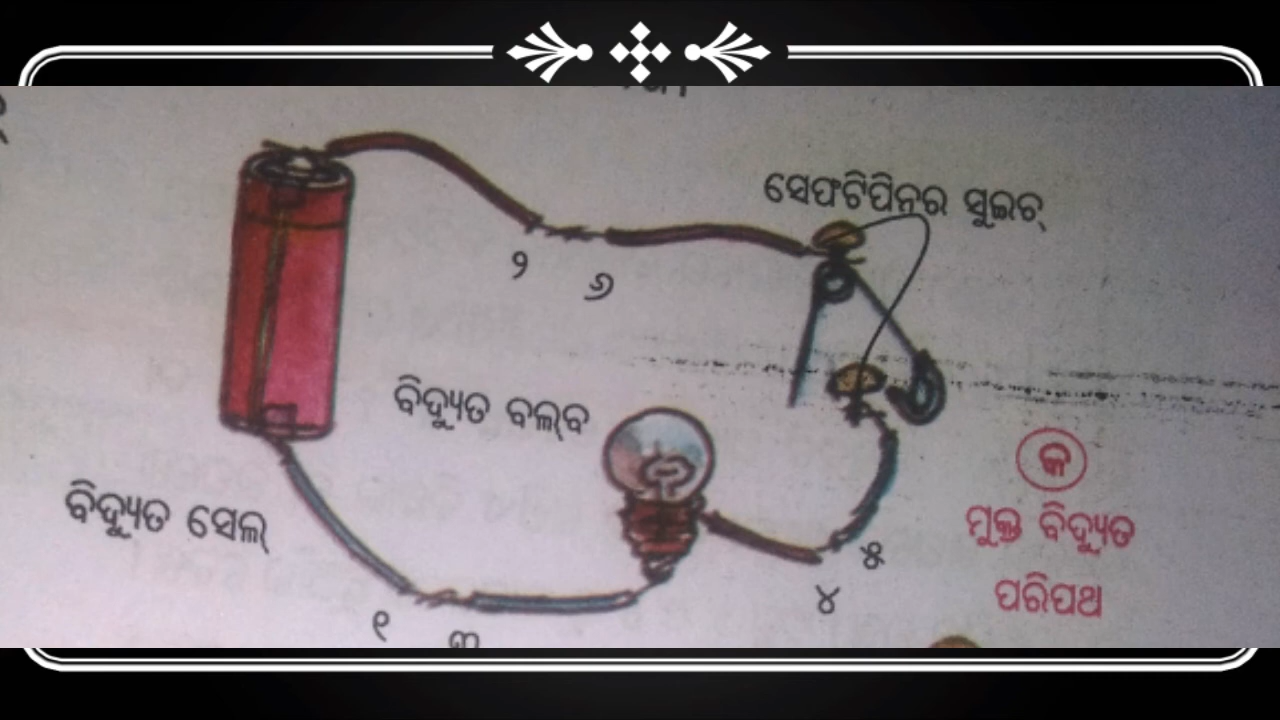 ସେଫଟିପିନର ସୁଇଚ୍
୨
୬
ବିଦ୍ୟୁତ ବଲ୍‌ବ
ବିଦ୍ୟୁତ ସେଲ୍
କ
ମୁକ୍ତ ବିଦ୍ୟୁତ
ପରିପଥ
୫
୪
୧
୩